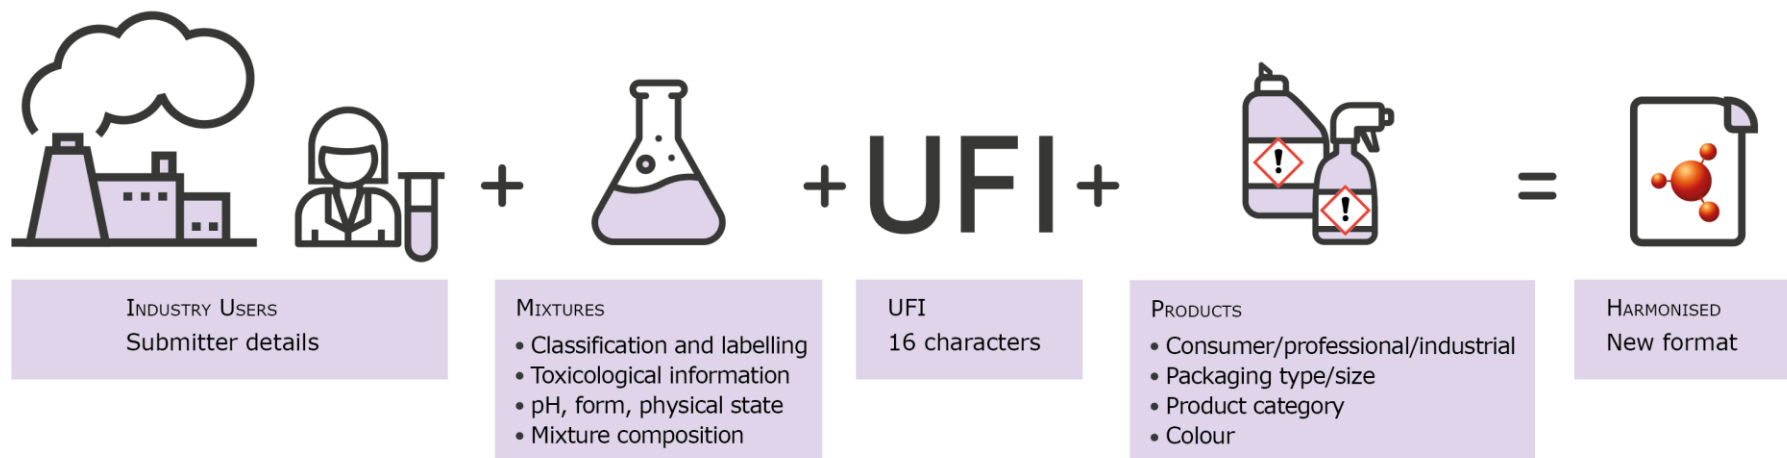 +
+
UFI
+
=
!
!
INDUSTRY USERS
Submitter details
MIXTURES
• Classification and labelling
• Toxicological information
• pH, form, physical state
• Mixture composition
UFI
16 characters
PRODUCTS
• Consumer/professional/industrial
• Packaging type/size
• Product category
• Colour
HARMONISED
New format